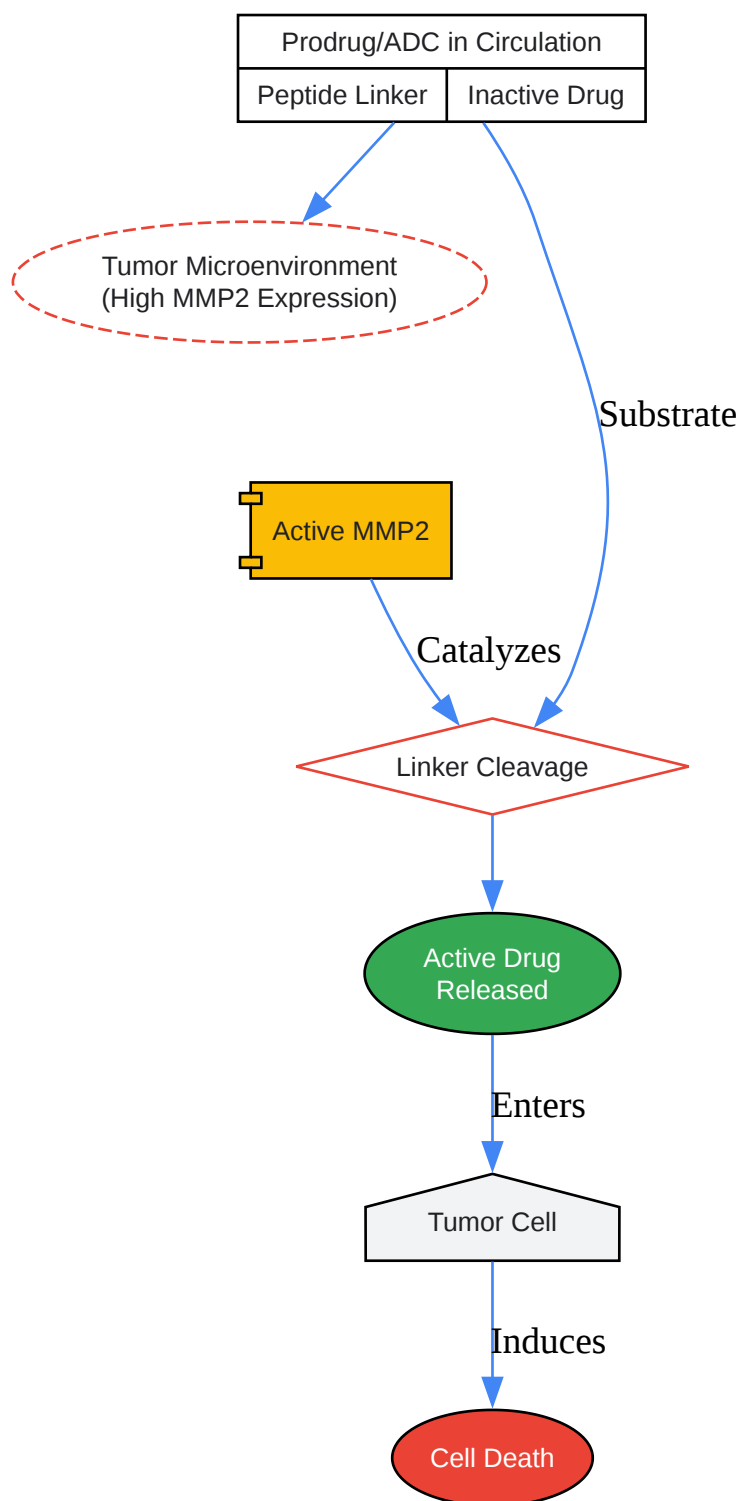 Prodrug/ADC in Circulation
Peptide Linker
Inactive Drug
Tumor Microenvironment
(High MMP2 Expression)
Substrate
Active MMP2
Catalyzes
Linker Cleavage
Active Drug
Released
Enters
Tumor Cell
Induces
Cell Death